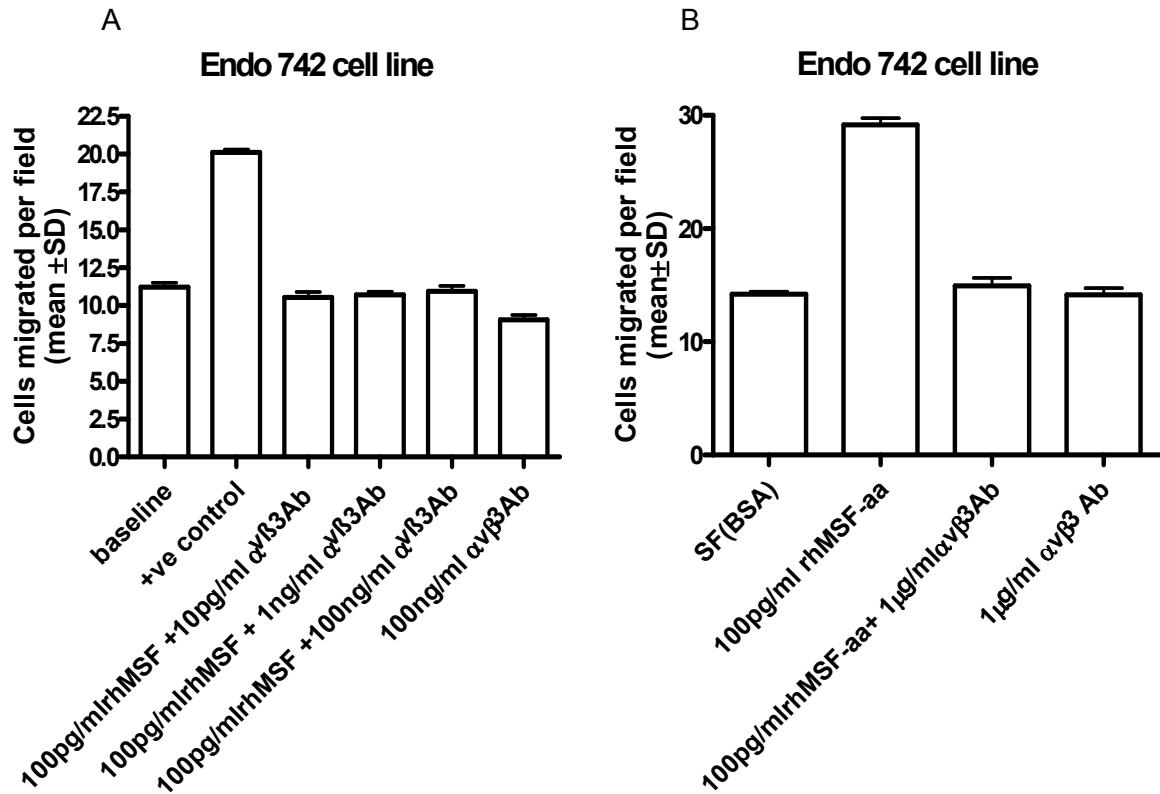 A
Endo 742 cell line
Cells migrated per field
(mean ±SD)
22.5
20.0
17.5
15.0
12.5
10.0
7.5
5.0
2.5
0.0
baseline
+ve control
100pg/mlrhMSF +10pg/ml αvβ3Ab
100pg/mlrhMSF + 1ng/ml αvβ3Ab
100pg/mlrhMSF +100ng/ml αvβ3Ab
100ng/ml αvβ3Ab
B
Endo 742 cell line
Cells migrated per field
(mean±SD)
30
20
10
0
SF(BSA)
100pg/ml rhMSF-aa
100pg/mlrhMSF-aa+ 1µg/mlαvβ3Ab
1µg/ml αvβ3 Ab